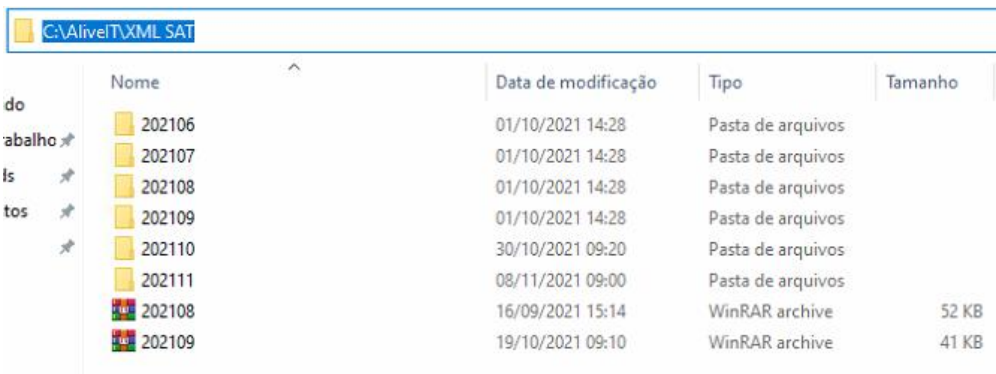 C:\AliveIT\XML SAT
Nome Data de modificação Tipo Tamanho
do
rabalho
ls
tos
202106 01/10/2021 14:28 Pasta de arquivos
202107 01/10/2021 14:28 Pasta de arquivos
202108 01/10/2021 14:28 Pasta de arquivos
202109 01/10/2021 14:28 Pasta de arquivos
202110 30/10/2021 09:20 Pasta de arquivos
202111 08/11/2021 09:00 Pasta de arquivos
202108 16/09/2021 15:14 WinRAR archive 52 KB
202109 19/10/2021 09:10 WinRAR archive 41 KB